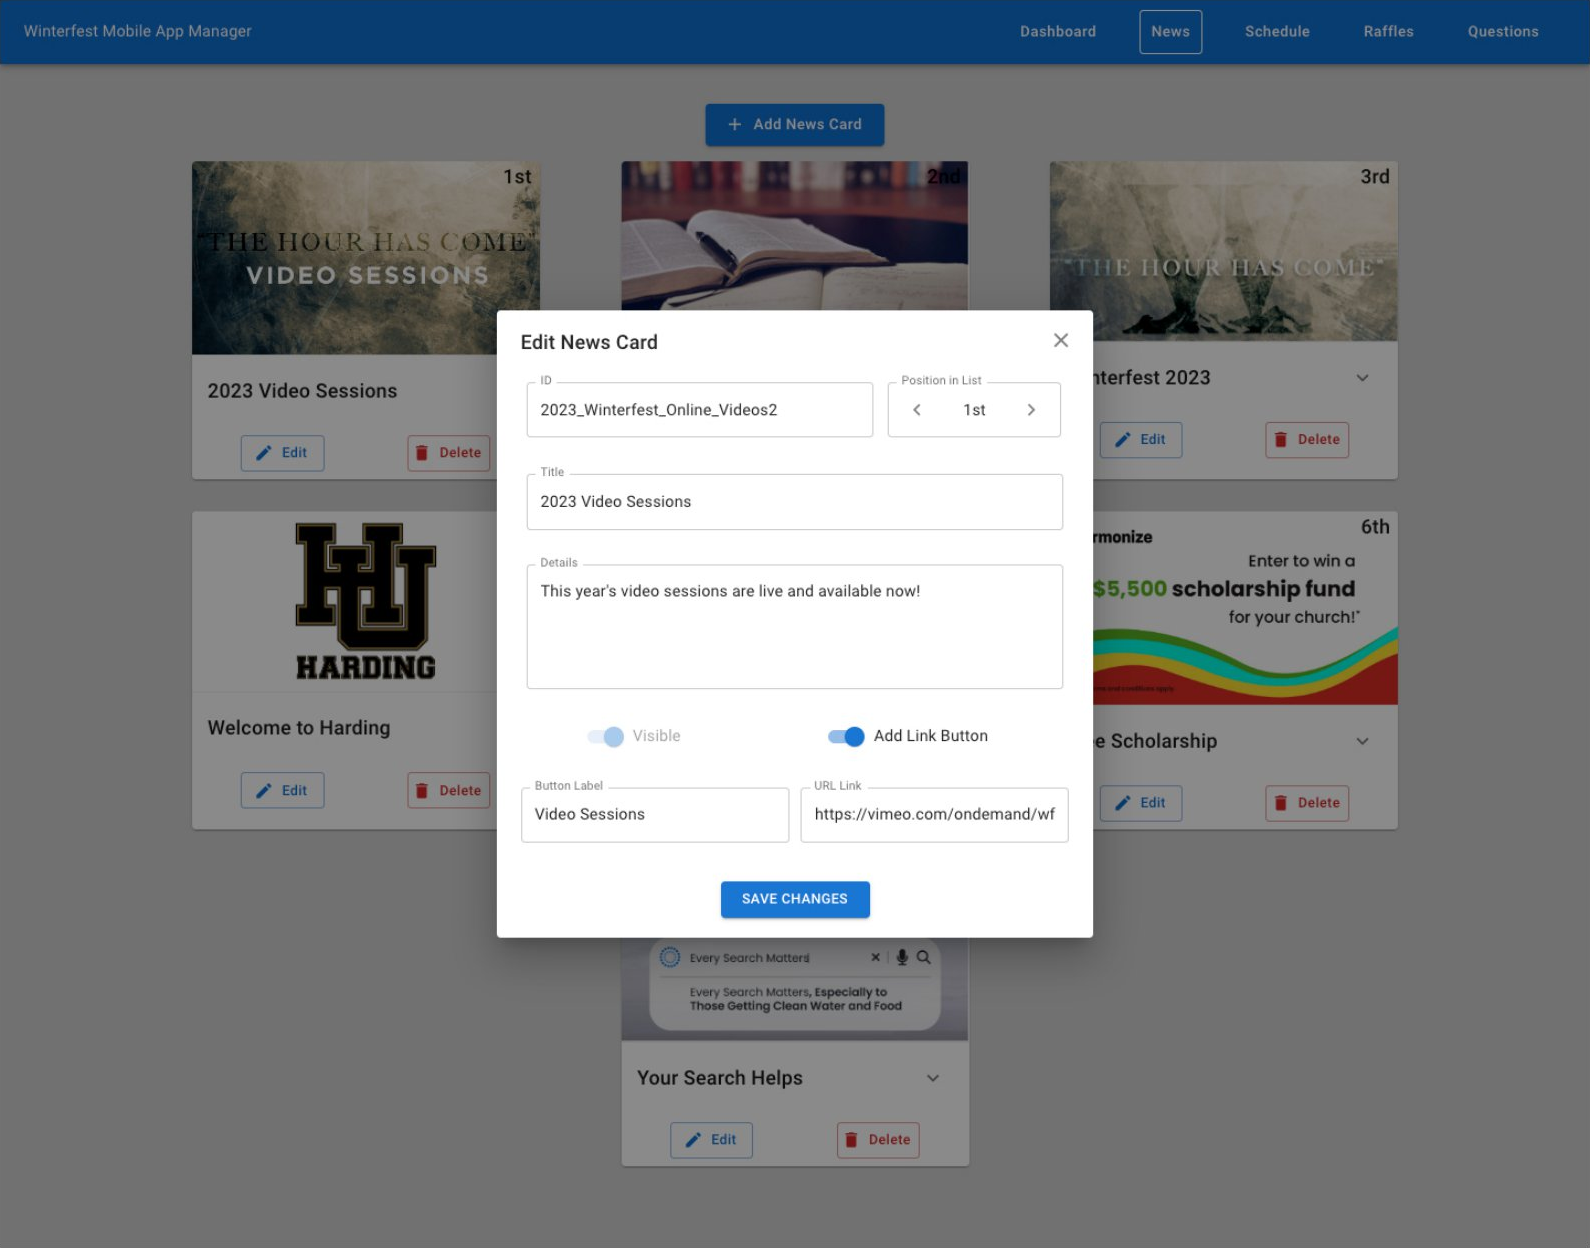 Winterfest Mobile App Manager
Dashboard
News
Schedule
Raffles
Questions
+ Add News Card
1st
"THE HOUR HAS COME"
VIDEO SESSIONS
2023 Video Sessions
Edit
Delete
2nd
3rd
"THE HOUR HAS COME"
nterfest 2023
Edit
Delete
Edit News Card
ID
2023_Winterfest_Online_Videos2
Position in List
1st
Title
2023 Video Sessions
Details
This year's video sessions are live and available now!
Visible
Add Link Button
Button Label
Video Sessions
URL Link
https://vimeo.com/ondemand/wf
SAVE CHANGES
HU
HARDING
Welcome to Harding
Edit
Delete
6th
rmonize
Enter to win a
$5,500 scholarship fund
for your church!*
e Scholarship
Edit
Delete
Every Search Matters
Every Search Matters, Especially to
Those Getting Clean Water and Food
Your Search Helps
Edit
Delete